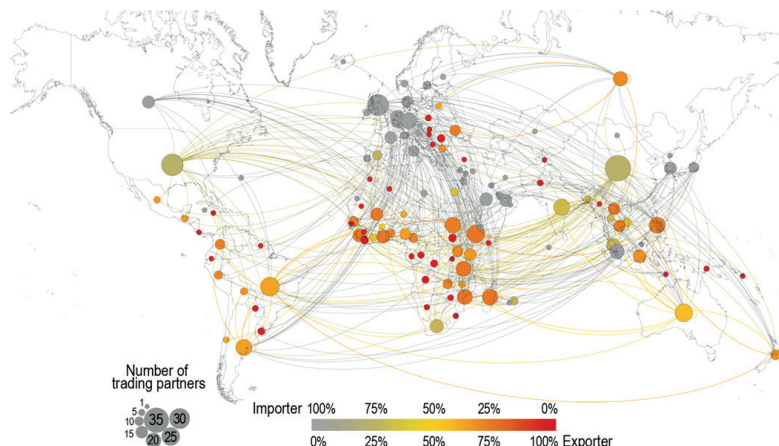 Number of
trading partners
1
5
10
15
35
30
20
25
Importer 100% 75% 50% 25% 0%
0% 25% 50% 75% 100% Exporter